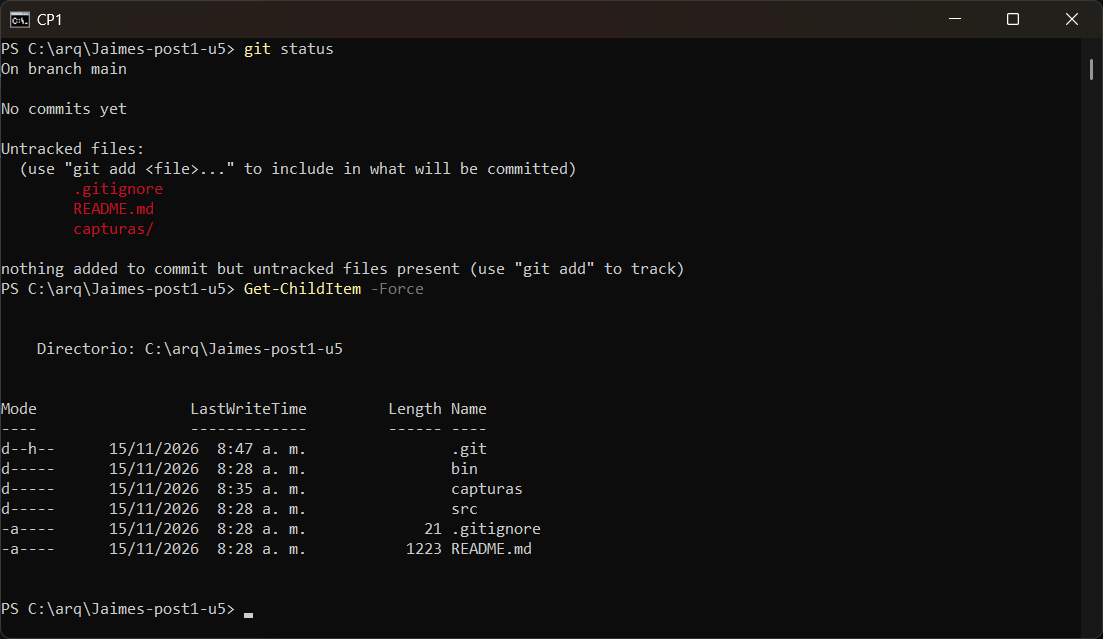 CP1
PS C:\arq\Jaimes-post1-u5> git status
On branch main
No commits yet
Untracked files:
  (use "git add <file>..." to include in what will be committed)
        .gitignore
        README.md
        capturas/
nothing added to commit but untracked files present (use "git add" to track)
PS C:\arq\Jaimes-post1-u5> Get-ChildItem -Force
    Directorio: C:\arq\Jaimes-post1-u5
Mode                 LastWriteTime         Length Name
----                 -------------         ------ ----
d--h--      15/11/2026  8:47 a. m.                .git
d-----      15/11/2026  8:28 a. m.                bin
d-----      15/11/2026  8:35 a. m.                capturas
d-----      15/11/2026  8:28 a. m.                src
-a----      15/11/2026  8:28 a. m.             21 .gitignore
-a----      15/11/2026  8:28 a. m.           1223 README.md
PS C:\arq\Jaimes-post1-u5>